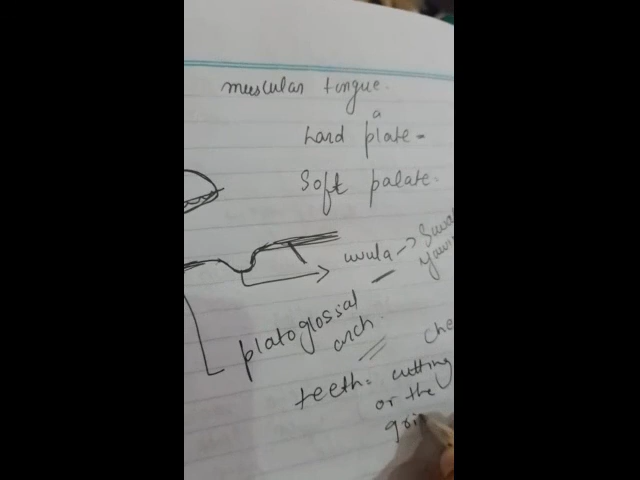 muscular tongue.
a
hard plate -
Soft palate.
uvula ->
platoglossal
arch.
teeth: cutting
or the